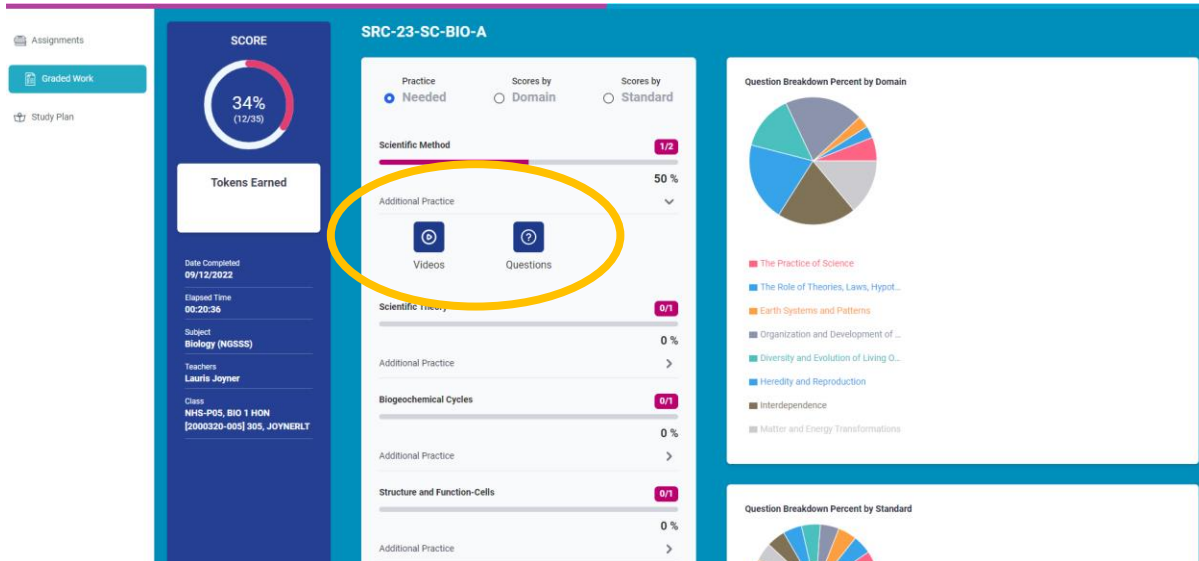 Assignments
Graded Work
Study Plan
SCORE
34%
(12/35)
Tokens Earned
Date Completed
09/12/2022
Elapsed Time
00:20:36
Subject
Biology (NGSSS)
Teachers
Lauris Joyner
Class
NHS-P05, BIO 1 HON
[2000320-005] 305, JOYNERLT
SRC-23-SC-BIO-A
Practice Needed
Scores by Domain
Scores by Standard
Scientific Method 1/2
50 %
Additional Practice
Videos
Questions
Scientific Theory 0/1
0 %
Additional Practice
Biogeochemical Cycles 0/1
0 %
Additional Practice
Structure and Function-Cells 0/1
0 %
Additional Practice
Question Breakdown Percent by Domain
The Practice of Science
The Role of Theories, Laws, Hypot...
Earth Systems and Patterns
Organization and Development of ...
Diversity and Evolution of Living O...
Heredity and Reproduction
Interdependence
Matter and Energy Transformations
Question Breakdown Percent by Standard